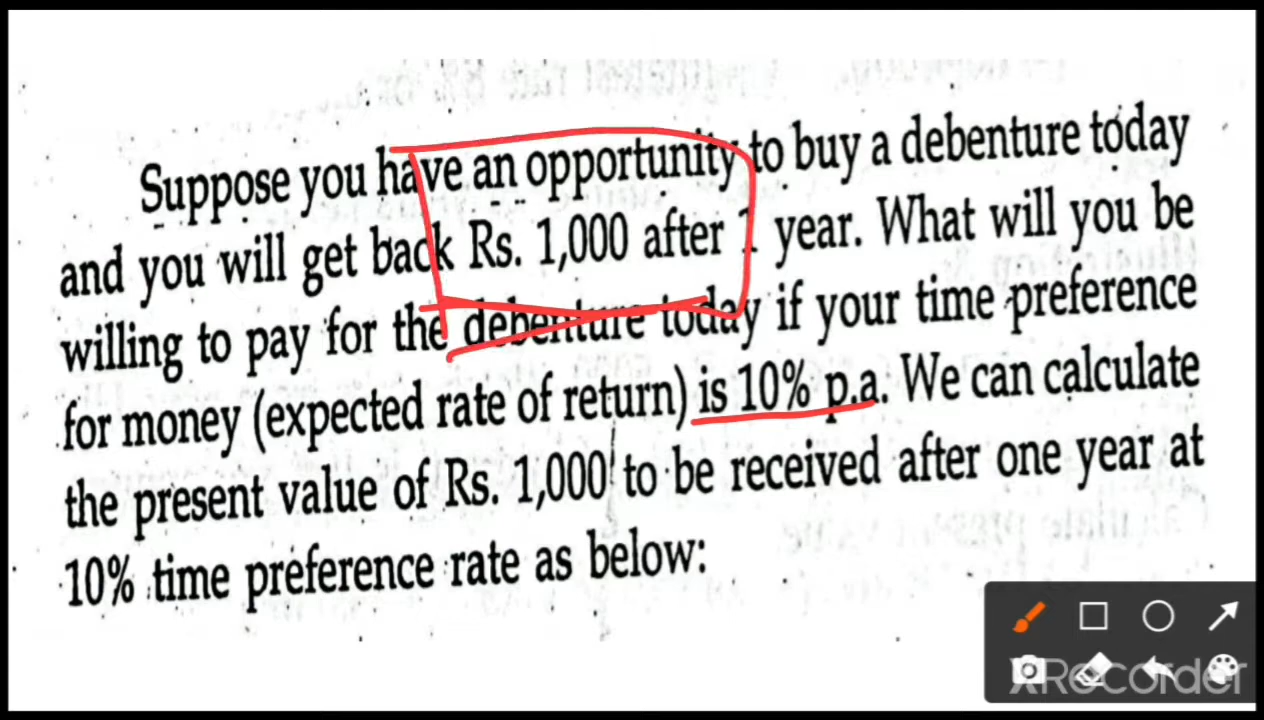 Suppose you have an opportunity to buy a debenture today
and you will get back Rs. 1,000 after 1 year. What will you be
willing to pay for the debenture today if your time preference
for money (expected rate of return) is 10% p.a. We can calculate
the present value of Rs. 1,000 to be received after one year at
10% time preference rate as below:
XRecorder